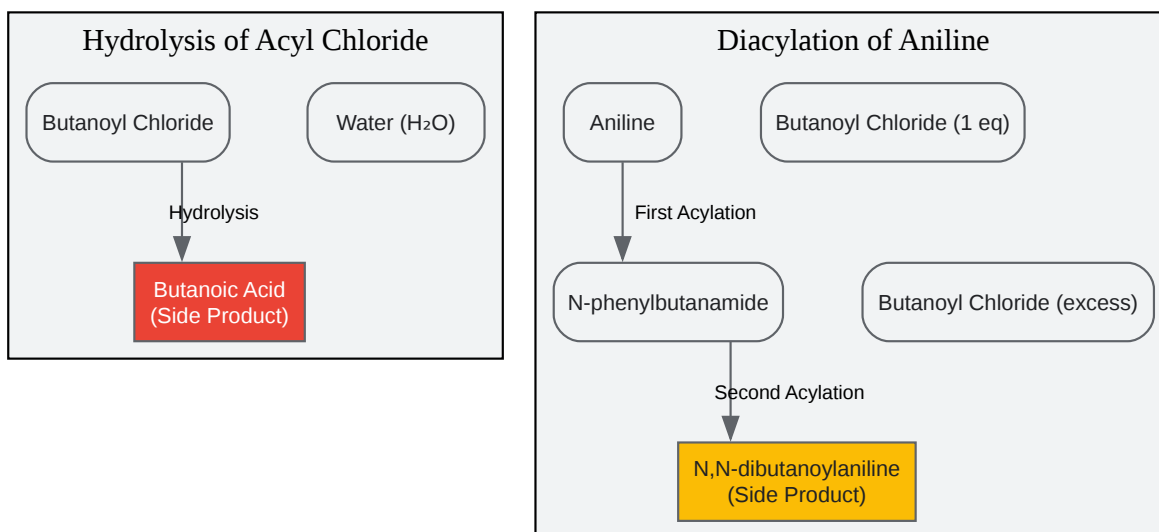 Hydrolysis of Acyl Chloride
Butanoyl Chloride
Water (H₂O)
Hydrolysis
Butanoic Acid
(Side Product)
Diacylation of Aniline
Aniline
Butanoyl Chloride (1 eq)
First Acylation
N-phenylbutanamide
Butanoyl Chloride (excess)
Second Acylation
N,N-dibutanoylaniline
(Side Product)